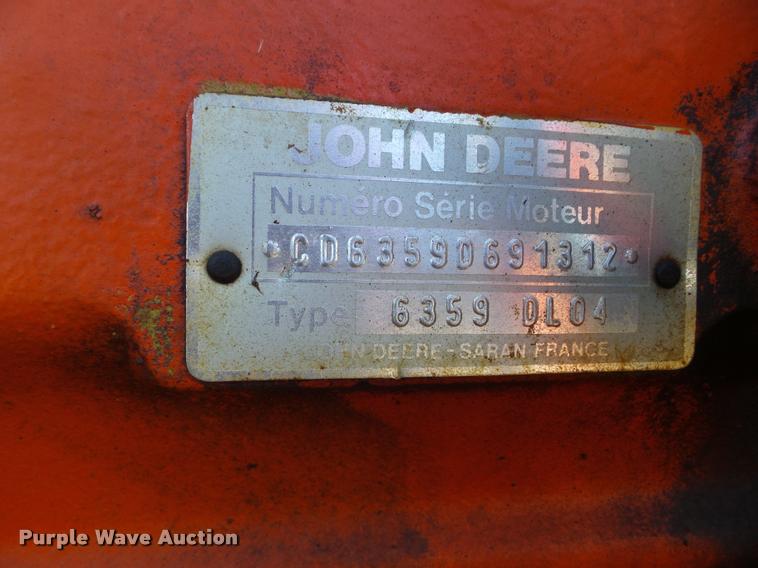 JOHN DEERE
Numéro Série Moteur
*CD6359D691312*
Type 6359 DL04
JOHN DEERE-SARAN FRANCE
Purple Wave Auction